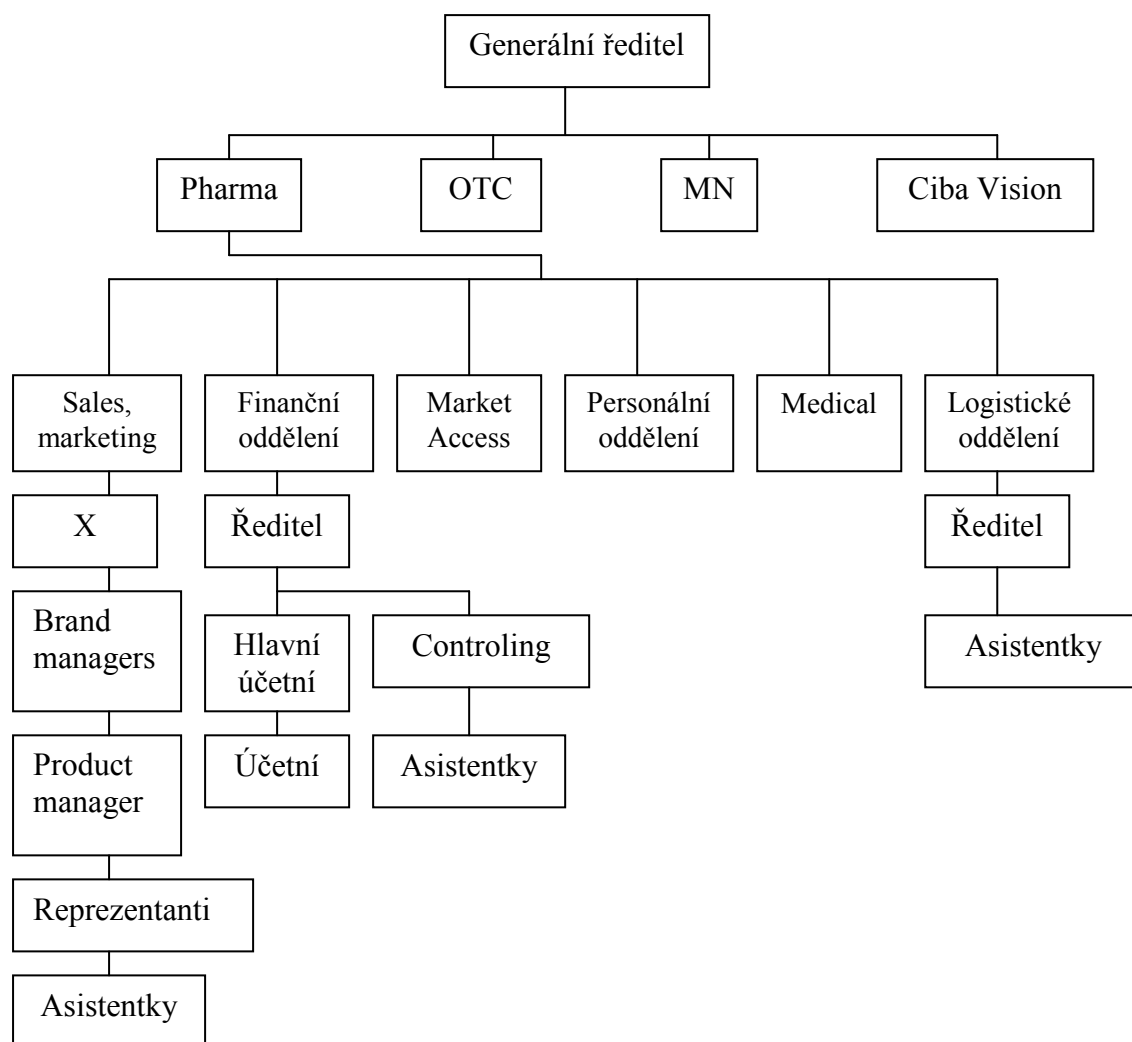 Generální ředitel
Pharma
OTC
MN
Ciba Vision
Sales,
marketing
Finanční
oddělení
Market
Access
Personální
oddělení
Medical
Logistické
oddělení
X
Ředitel
Ředitel
Brand
managers
Hlavní
účetní
Controling
Asistentky
Product
manager
Účetní
Asistentky
Reprezentanti
Asistentky